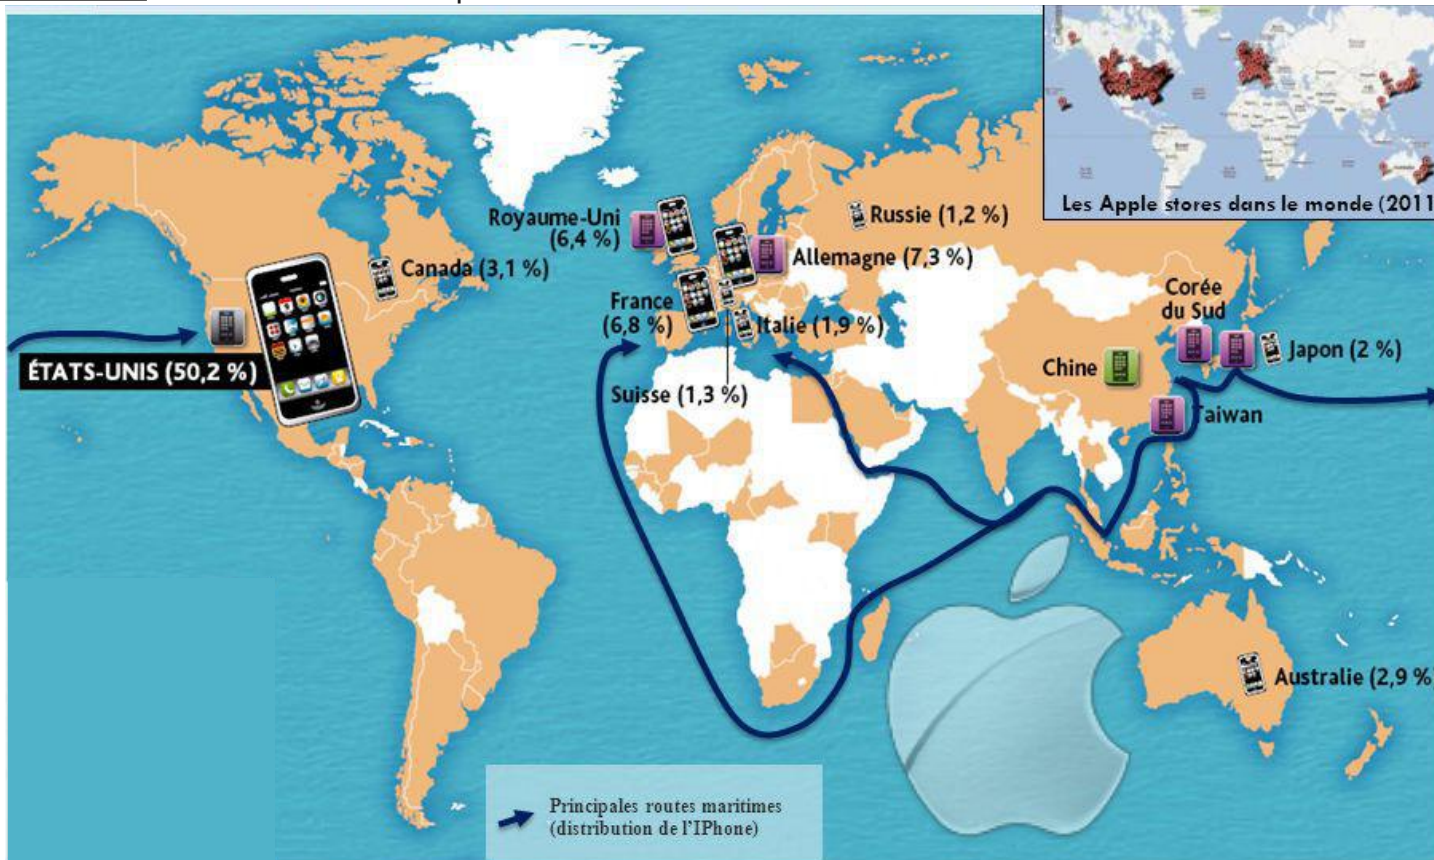 Les Apple stores dans le monde (2011
Royaume-Uni
(6,4 %)
Russie (1,2 %)
Canada (3,1 %)
Allemagne (7,3 %)
France
(6,8 %)
Italie (1,9 %)
Corée
du Sud
Japon (2 %)
Chine
ÉTATS-UNIS (50,2 %)
Suisse (1,3 %)
Taiwan
Australie (2,9 %
Principales routes maritimes
(distribution de l'IPhone)